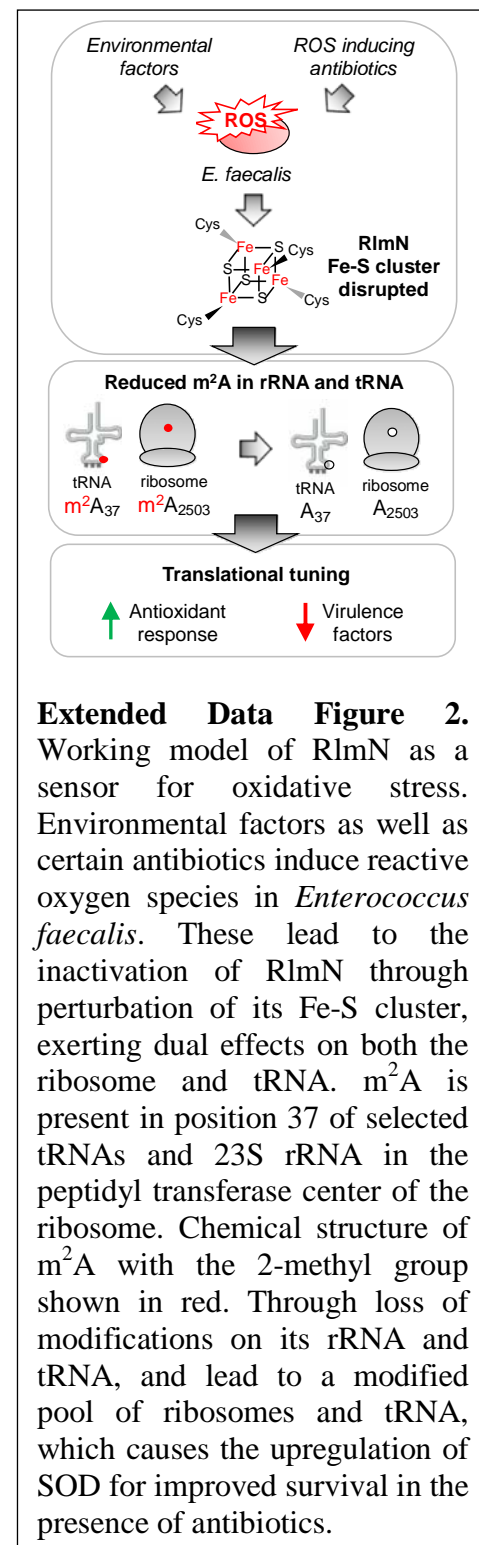 Environmental factors
ROS inducing antibiotics
ROS
E. faecalis
Cys
Fe
S
Cys
S
Fe
S
Fe
Fe
S
Cys
Cys
RlmN
Fe-S cluster
disrupted
Reduced m²A in rRNA and tRNA
tRNA
m²A₃₇
ribosome
m²A₂₅₀₃
tRNA
A₃₇
ribosome
A₂₅₀₃
Translational tuning
Antioxidant
response
Virulence
factors
Extended Data Figure 2.
Working model of RlmN as a
sensor for oxidative stress.
Environmental factors as well as
certain antibiotics induce reactive
oxygen species in Enterococcus
faecalis. These lead to the
inactivation of RlmN through
perturbation of its Fe-S cluster,
exerting dual effects on both the
ribosome and tRNA. m²A is
present in position 37 of selected
tRNAs and 23S rRNA in the
peptidyl transferase center of the
ribosome. Chemical structure of
m²A with the 2-methyl group
shown in red. Through loss of
modifications on its rRNA and
tRNA, and lead to a modified
pool of ribosomes and tRNA,
which causes the upregulation of
SOD for improved survival in the
presence of antibiotics.